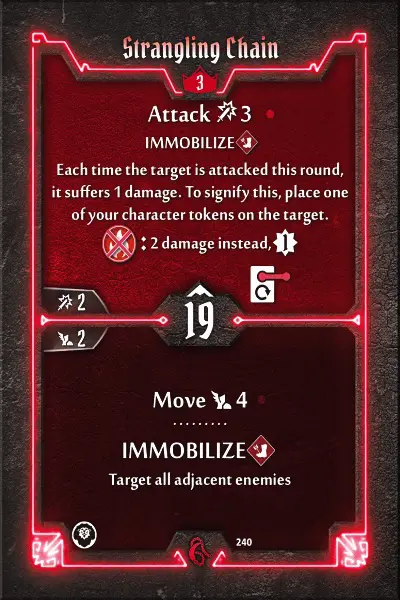 Strangling Chain
3
Attack 3
IMMOBILIZE
Each time the target is attacked this round,
it suffers 1 damage. To signify this, place one
of your character tokens on the target.
: 2 damage instead, 1
2
19
2
Move 4
IMMOBILIZE
Target all adjacent enemies
240